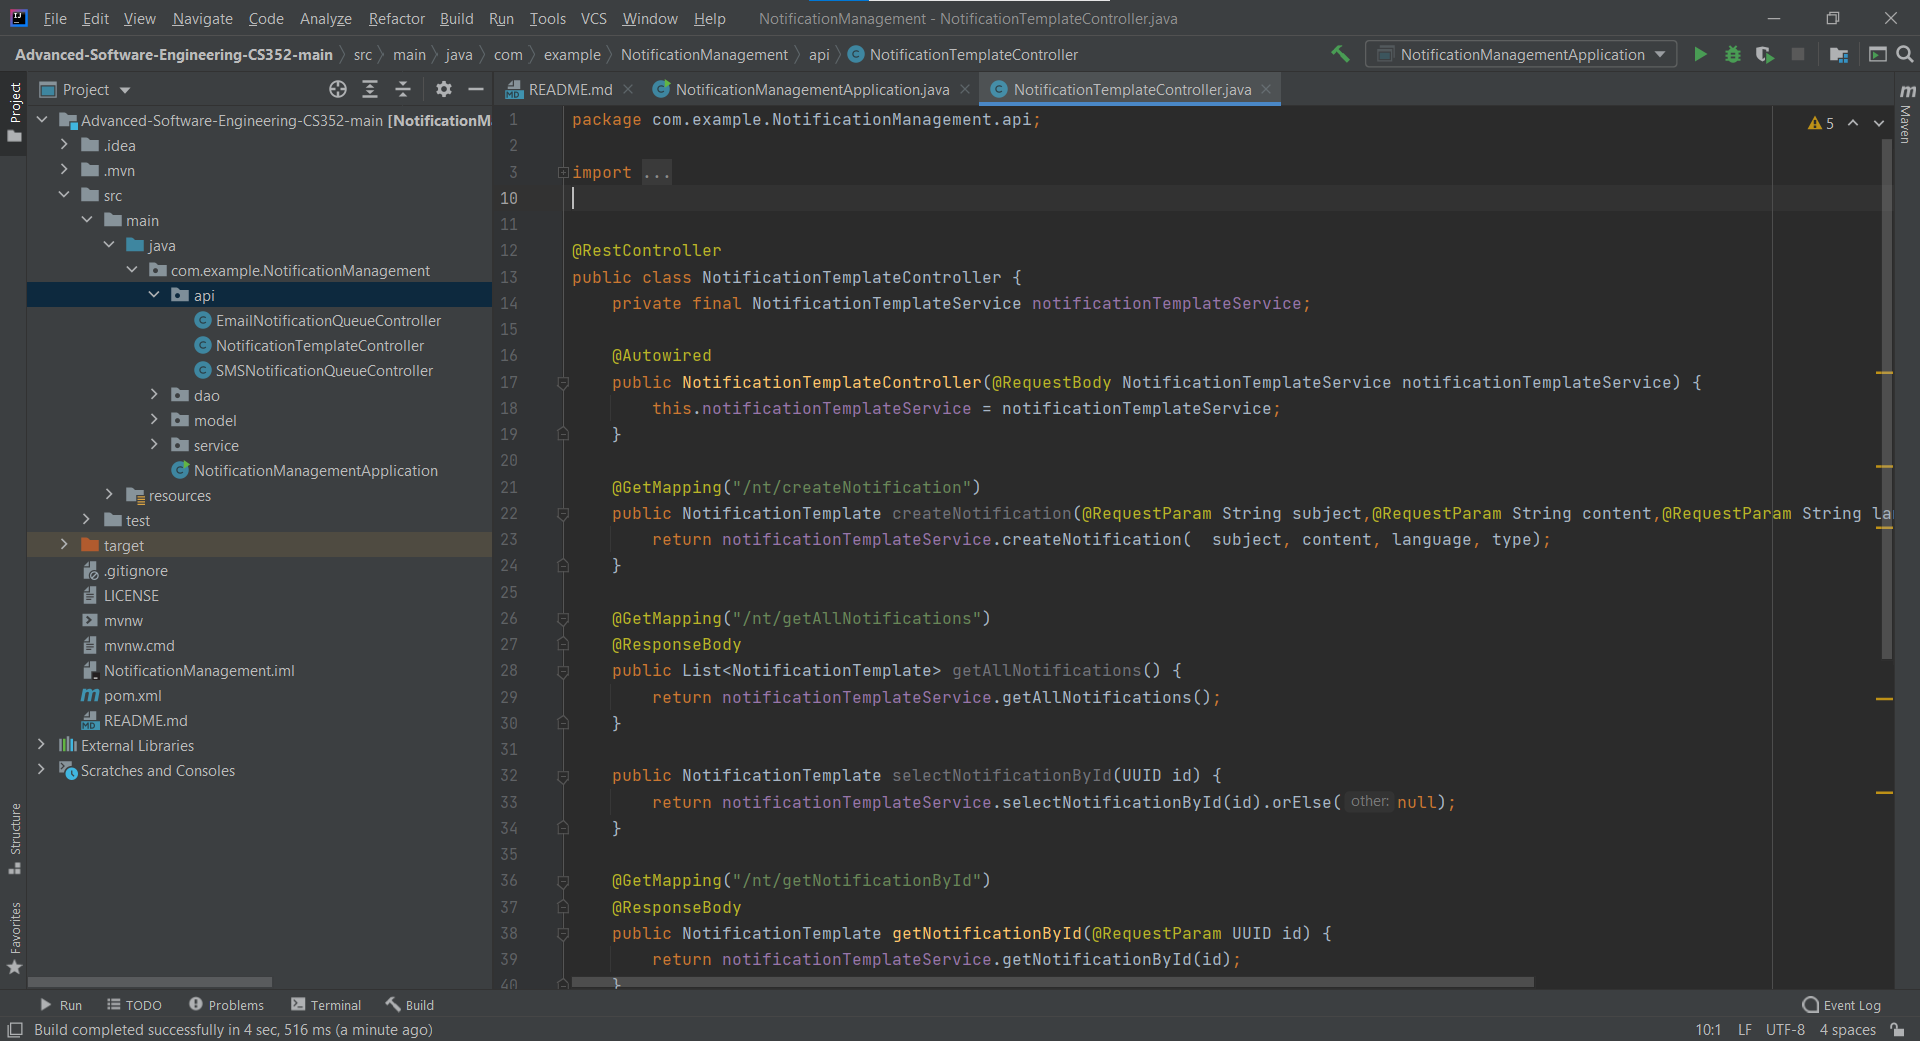 File Edit View Navigate Code Analyze Refactor Build Run Tools VCS Window Help NotificationManagement - NotificationTemplateController.java
Advanced-Software-Engineering-CS352-main src main java com example NotificationManagement api NotificationTemplateController NotificationManagementApplication
Project README.md NotificationManagementApplication.java NotificationTemplateController.java
Project
Structure
Favorites
Maven
Advanced-Software-Engineering-CS352-main [NotificationM
.idea
.mvn
src
main
java
com.example.NotificationManagement
api
EmailNotificationQueueController
NotificationTemplateController
SMSNotificationQueueController
dao
model
service
NotificationManagementApplication
resources
test
target
.gitignore
LICENSE
mvnw
mvnw.cmd
NotificationManagement.iml
pom.xml
README.md
External Libraries
Scratches and Consoles
5
1 package com.example.NotificationManagement.api;
2
3 import ...
10
11
12 @RestController
13 public class NotificationTemplateController {
14 private final NotificationTemplateService notificationTemplateService;
15
16 @Autowired
17 public NotificationTemplateController(@RequestBody NotificationTemplateService notificationTemplateService) {
18 this.notificationTemplateService = notificationTemplateService;
19 }
20
21 @GetMapping("/nt/createNotification")
22 public NotificationTemplate createNotification(@RequestParam String subject,@RequestParam String content,@RequestParam String la
23 return notificationTemplateService.createNotification( subject, content, language, type);
24 }
25
26 @GetMapping("/nt/getAllNotifications")
27 @ResponseBody
28 public List<NotificationTemplate> getAllNotifications() {
29 return notificationTemplateService.getAllNotifications();
30 }
31
32 public NotificationTemplate selectNotificationById(UUID id) {
33 return notificationTemplateService.selectNotificationById(id).orElse( other: null);
34 }
35
36 @GetMapping("/nt/getNotificationById")
37 @ResponseBody
38 public NotificationTemplate getNotificationById(@RequestParam UUID id) {
39 return notificationTemplateService.getNotificationById(id);
40 }
Run TODO Problems Terminal Build Event Log
Build completed successfully in 4 sec, 516 ms (a minute ago) 10:1 LF UTF-8 4 spaces